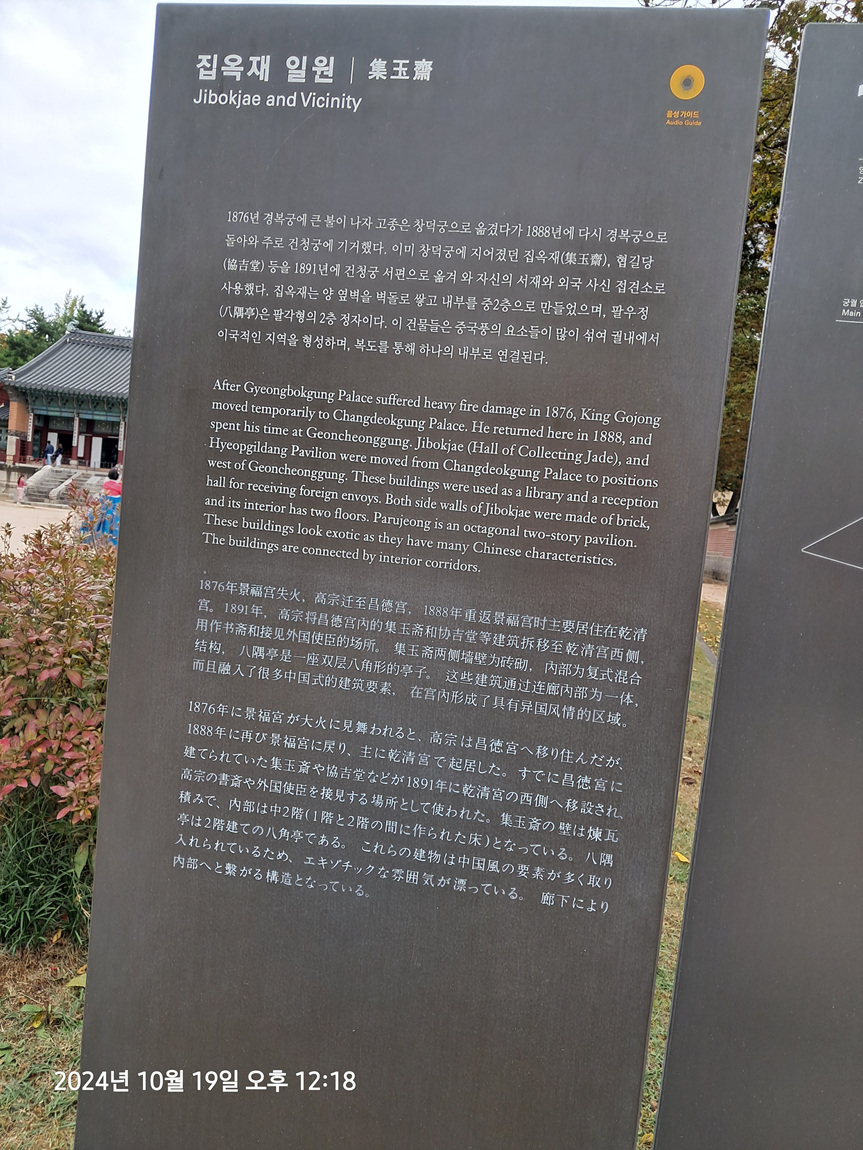 집옥재 일원 | 集玉齋
Jibokjae and Vicinity
음성 가이드
Audio Guide
1876년 경복궁에 큰 불이 나자 고종은 창덕궁으로 옮겼다가 1888년에 다시 경복궁으로
돌아와 주로 건청궁에 기거했다. 이미 창덕궁에 지어졌던 집옥재(集玉齋), 협길당
(協吉堂) 등을 1891년에 건청궁 서편으로 옮겨 와 자신의 서재와 외국 사신 접견소로
사용했다. 집옥재는 양 옆벽을 벽돌로 쌓고 내부를 중2층으로 만들었으며, 팔우정
(八隅亭)은 팔각형의 2층 정자이다. 이 건물들은 중국풍의 요소들이 많이 섞여 궐내에서
이국적인 지역을 형성하며, 복도를 통해 하나의 내부로 연결된다.
After Gyeongbokgung Palace suffered heavy fire damage in 1876, King Gojong
moved temporarily to Changdeokgung Palace. He returned here in 1888, and
spent his time at Geoncheonggung. Jibokjae (Hall of Collecting Jade), and
Hyeopgildang Pavilion were moved from Changdeokgung Palace to positions
west of Geoncheonggung. These buildings were used as a library and a reception
hall for receiving foreign envoys. Both side walls of Jibokjae were made of brick,
and its interior has two floors. Parujeong is an octagonal two-story pavilion.
These buildings look exotic as they have many Chinese characteristics.
The buildings are connected by interior corridors.
1876年景福宫失火，高宗迁至昌德宫，1888年重返景福宫时主要居住在乾清
宫。1891年，高宗将昌德宫内的集玉斋和协吉堂等建筑拆移至乾清宫西侧，
用作书斋和接见外国使臣的场所。 集玉斋两侧墙壁为砖砌，内部为复式混合
结构， 八隅亭是一座双层八角形的亭子。 这些建筑通过连廊内部为一体，
而且融入了很多中国式的建筑要素， 在宫内形成了具有异国风情的区域。
1876年に景福宮が大火に見舞われると、高宗は昌徳宮へ移り住んだが、
1888年に再び景福宮に戻り、主に乾清宮で起居した。すでに昌徳宮に
建てられていた集玉斎や協吉堂などが1891年に乾清宮の西側へ移設され、
高宗の書斎や外国使臣を接見する場所として使われた。集玉斎の壁は煉瓦
積みで、内部は中2階(1階と2階の間に作られた床)となっている。八隅
亭は2階建ての八角亭である。 これらの建物は中国風の要素が多く取り
入れられているため、エキゾチックな雰囲気が漂っている。 廊下により
内部へと繋がる構造となっている。
궁궐
Main
2024년 10월 19일 오후 12:18